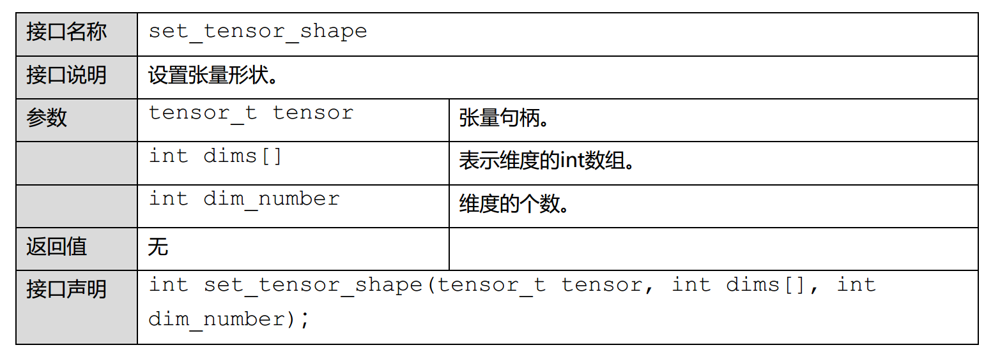 接口名称 set_tensor_shape
接口说明 设置张量形状。
参数 tensor_t tensor 张量句柄。
int dims[] 表示维度的int数组。
int dim_number 维度的个数。
返回值 无
接口声明 int set_tensor_shape(tensor_t tensor, int dims[], int
dim_number);